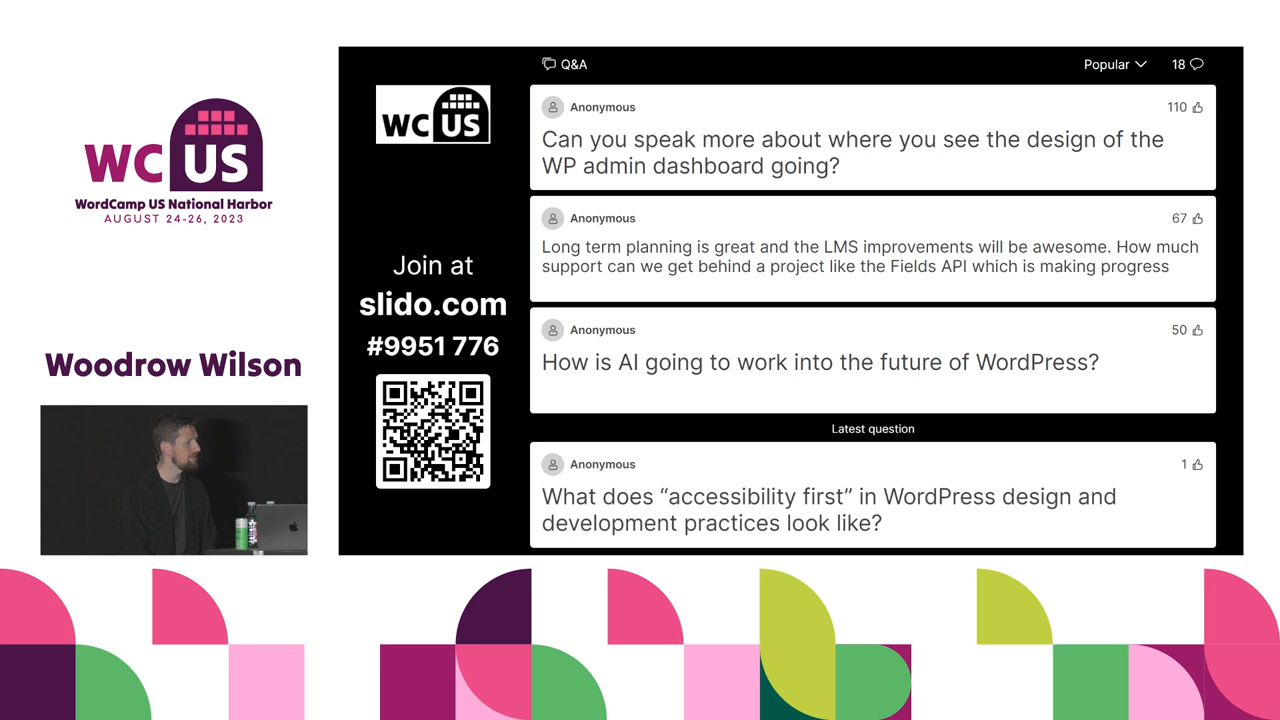 WC US
WordCamp US National Harbor
AUGUST 24-26, 2023
Woodrow Wilson
WC US
Join at
slido.com
#9951 776
Q&A
Popular
18
Anonymous
110
Can you speak more about where you see the design of the
WP admin dashboard going?
Anonymous
67
Long term planning is great and the LMS improvements will be awesome. How much
support can we get behind a project like the Fields API which is making progress
Anonymous
50
How is AI going to work into the future of WordPress?
Latest question
Anonymous
1
What does “accessibility first” in WordPress design and
development practices look like?